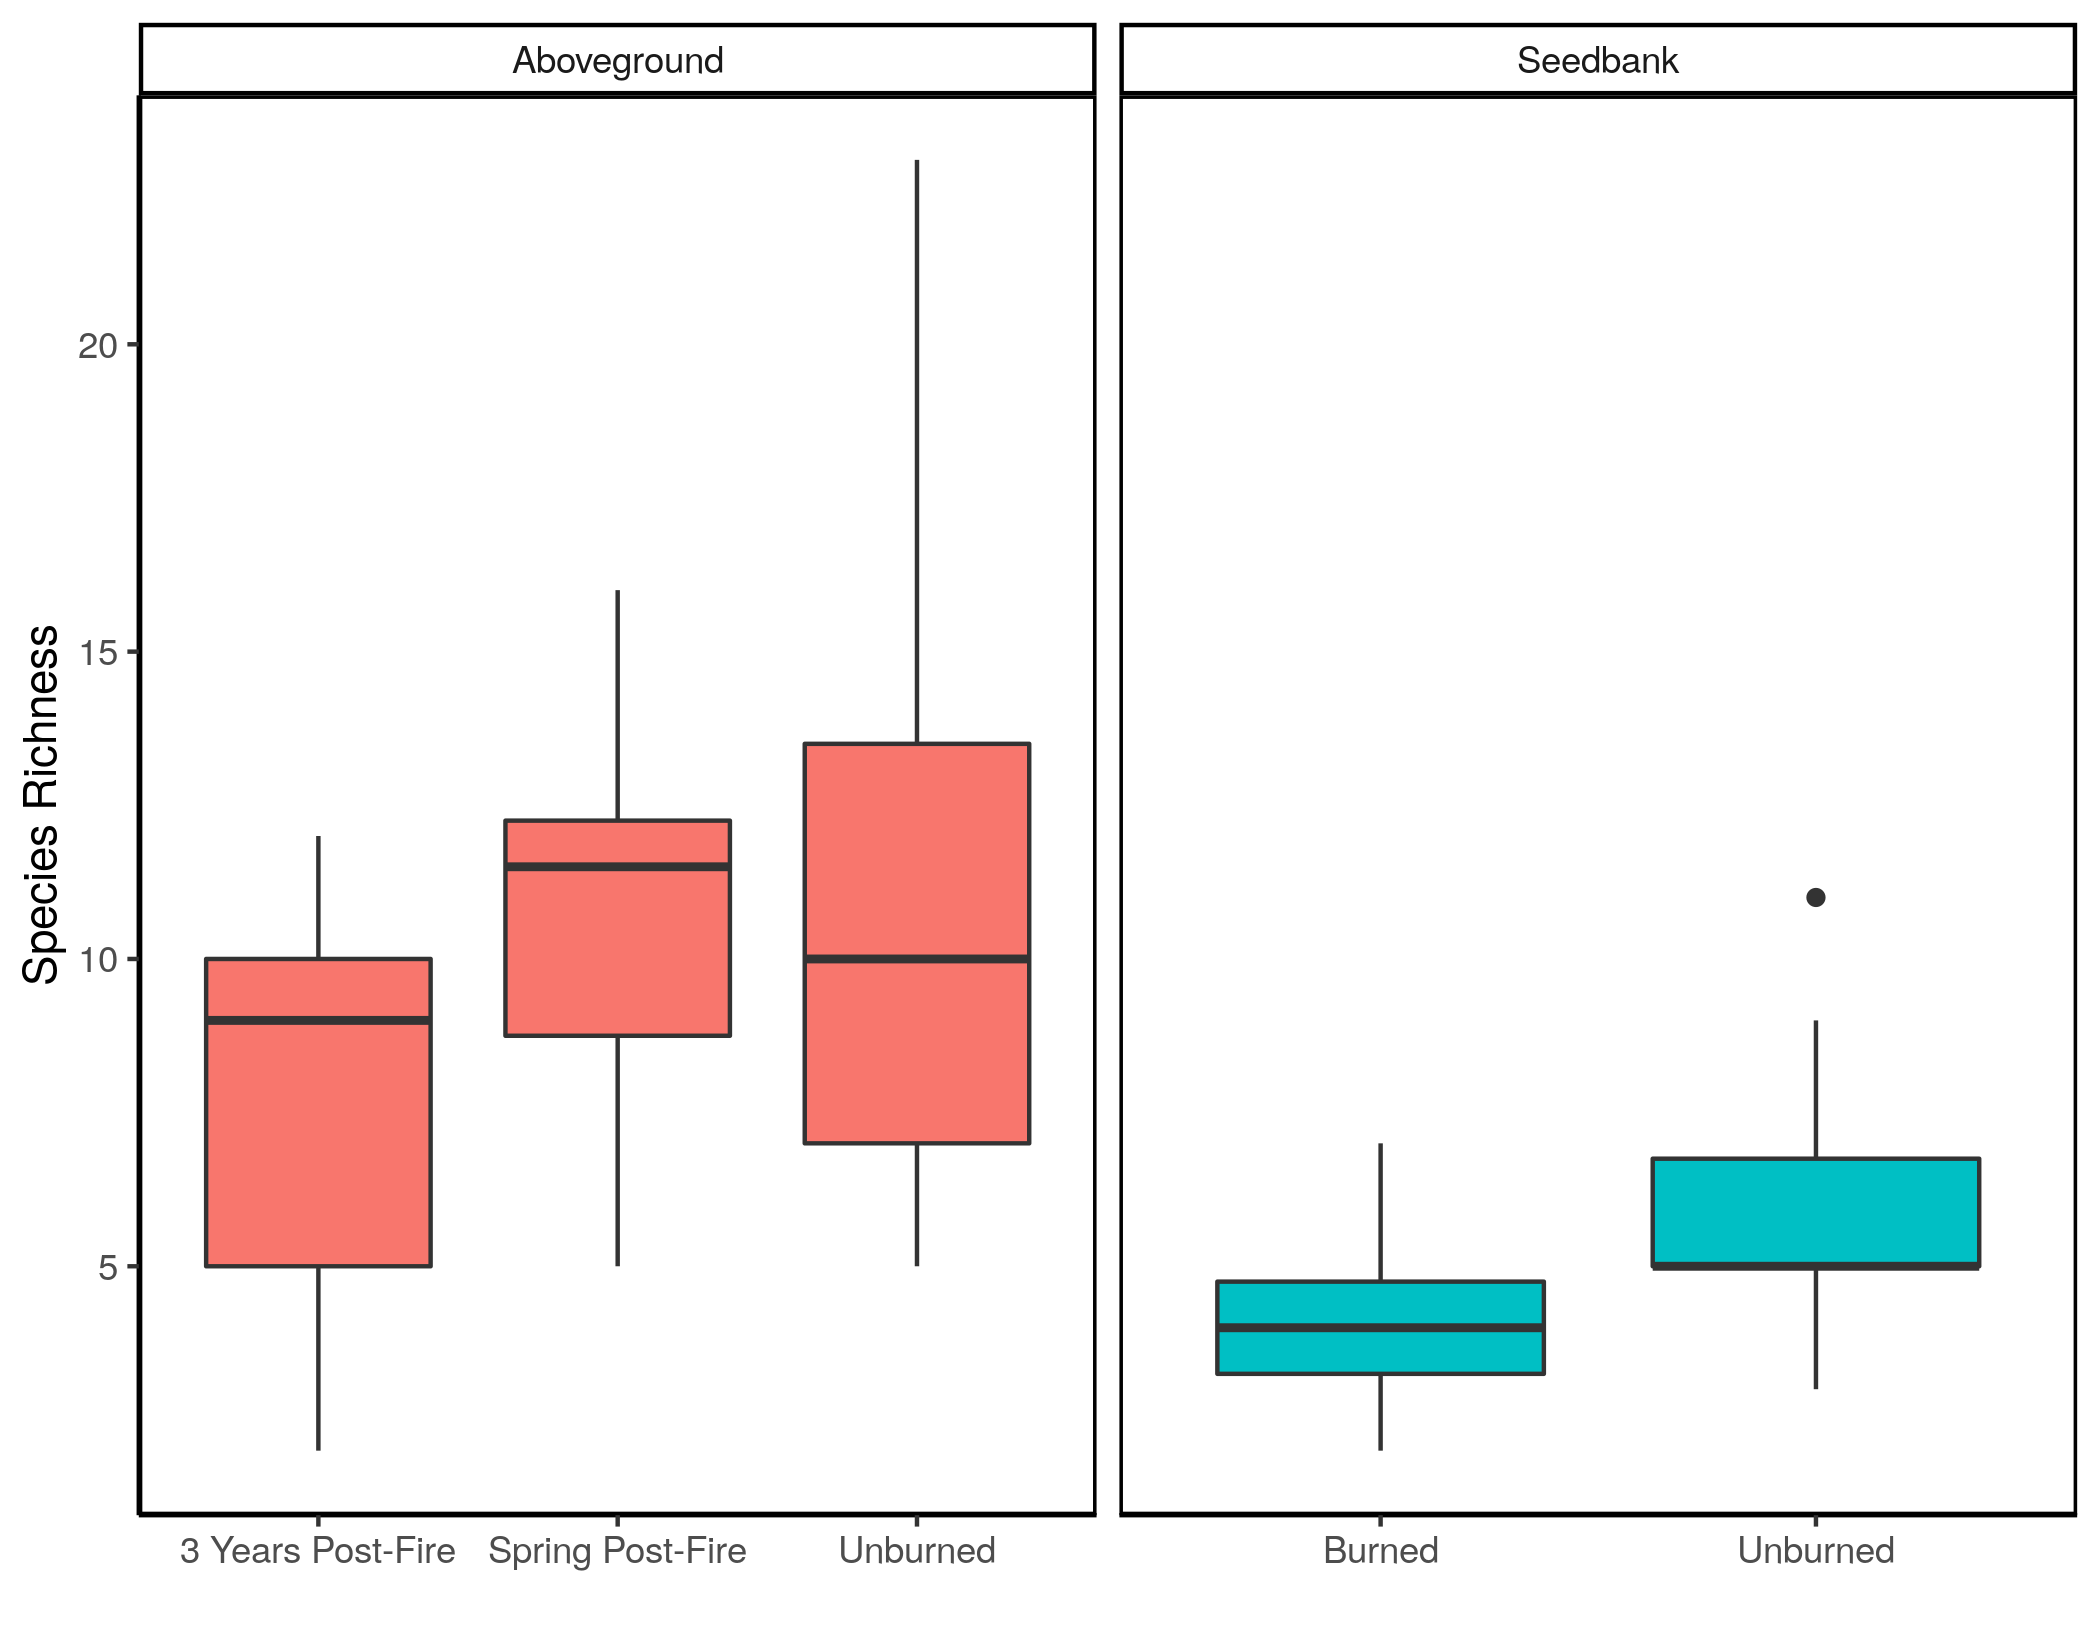 Aboveground
Seedbank
Species Richness
20
15
10
5
3 Years Post-Fire
Spring Post-Fire
Unburned
Burned
Unburned